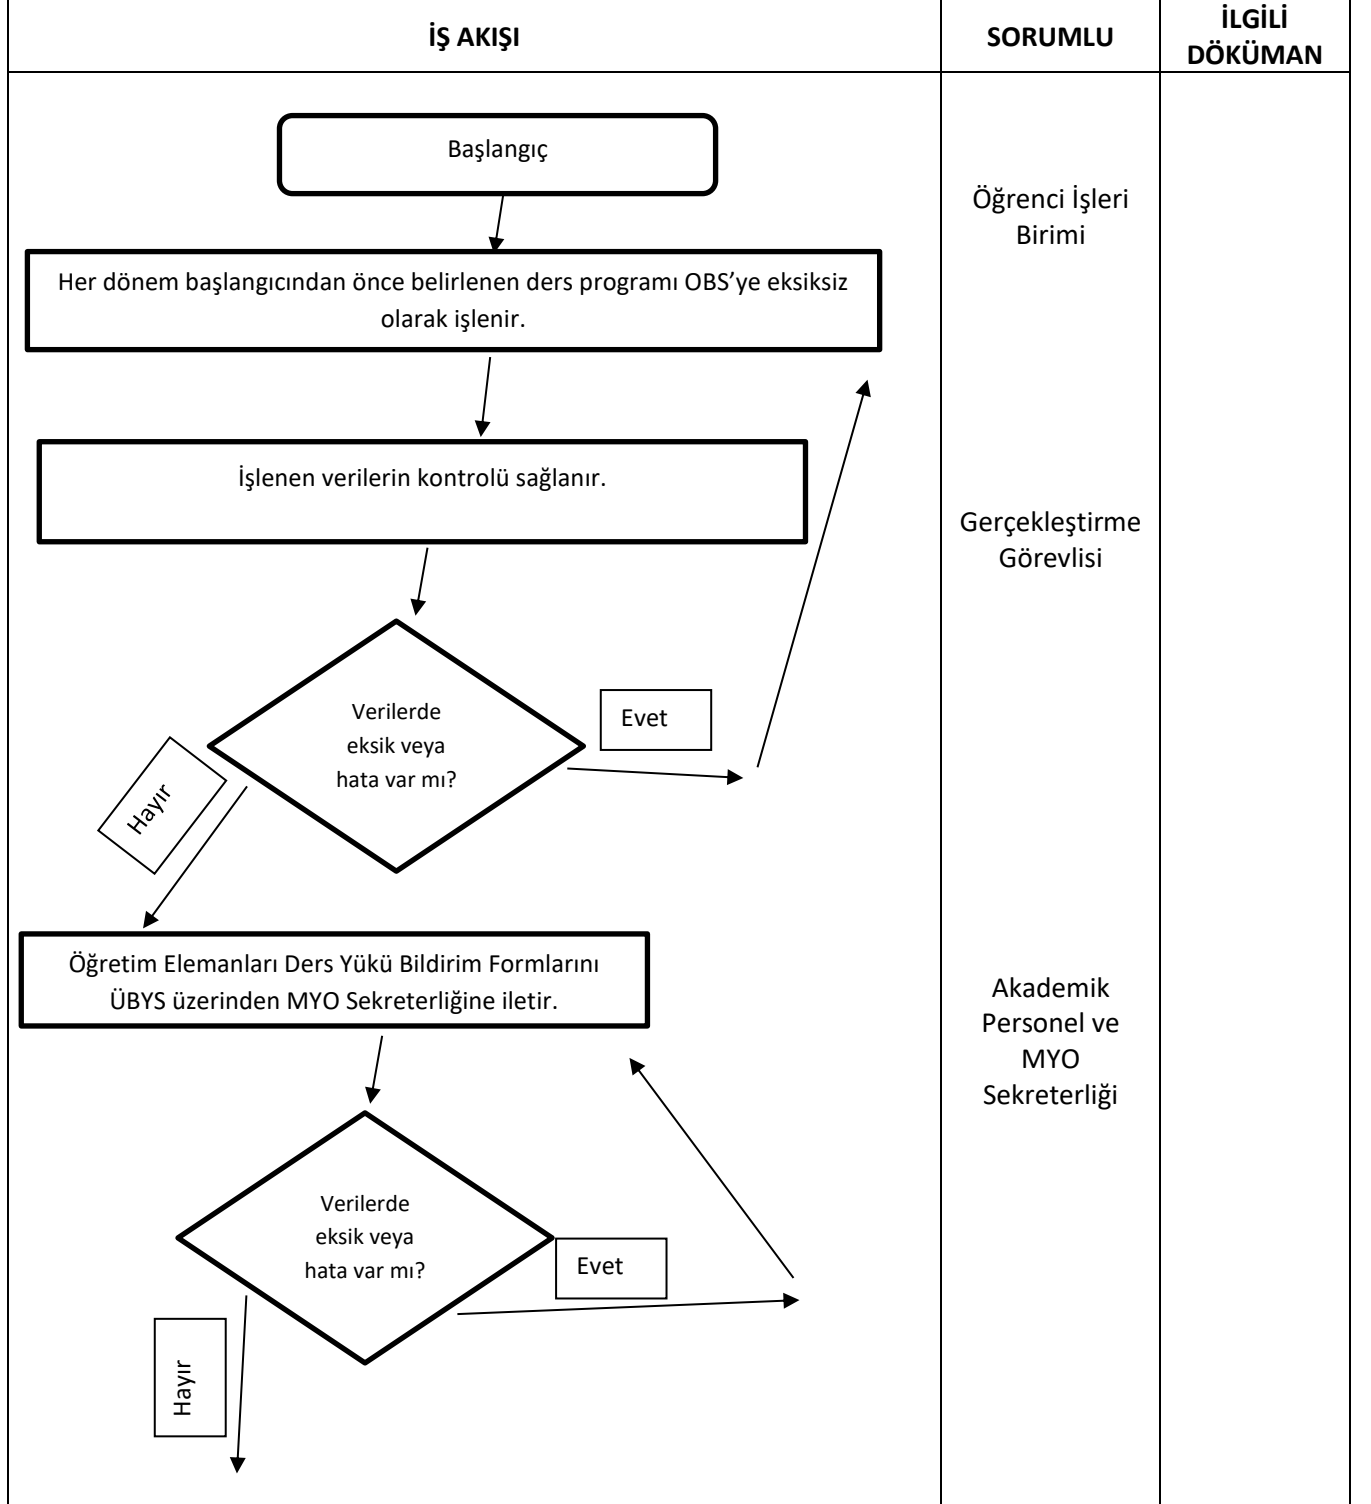 İŞ AKIŞI
SORUMLU
İLGİLİ
DÖKÜMAN
Başlangıç
Öğrenci İşleri
Birimi
Her dönem başlangıcından önce belirlenen ders programı OBS’ye eksiksiz
olarak işlenir.
İşlenen verilerin kontrolü sağlanır.
Gerçekleştirme
Görevlisi
Verilerde
eksik veya
hata var mı?
Evet
Hayır
Öğretim Elemanları Ders Yükü Bildirim Formlarını
ÜBYS üzerinden MYO Sekreterliğine iletir.
Akademik
Personel ve
MYO
Sekreterliği
Verilerde
eksik veya
hata var mı?
Evet
Hayır